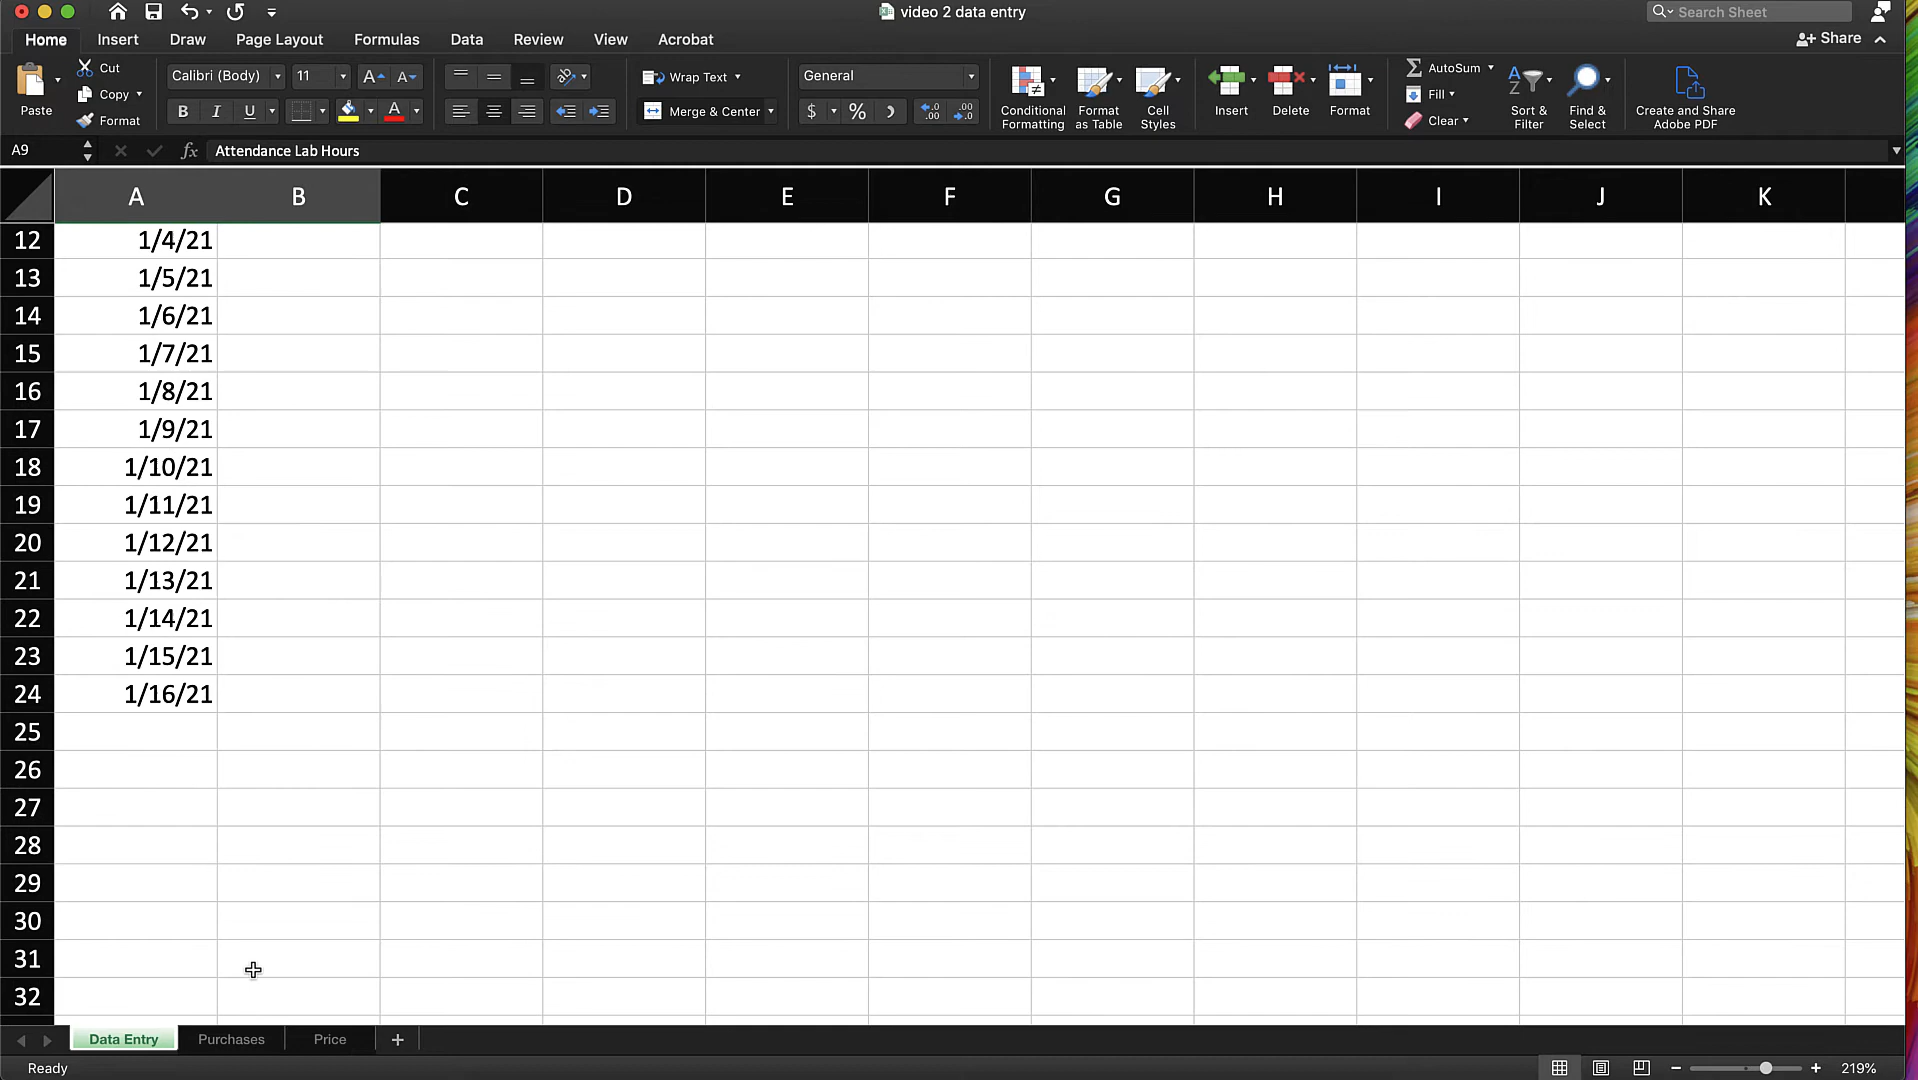 video 2 data entry
Search Sheet
Home Insert Draw Page Layout Formulas Data Review View Acrobat
Share
Paste
Cut
Copy
Format
Calibri (Body) 11
A A
B I U A
ab
Wrap Text
Merge & Center
General
$ % )
.0 .00
.00 .0
Conditional Formatting
Format as Table
Cell Styles
Insert
Delete
Format
AutoSum
Fill
Clear
Sort & Filter
Find & Select
Create and Share Adobe PDF
A9 fx Attendance Lab Hours
A B C D E F G H I J K
12 1/4/21
13 1/5/21
14 1/6/21
15 1/7/21
16 1/8/21
17 1/9/21
18 1/10/21
19 1/11/21
20 1/12/21
21 1/13/21
22 1/14/21
23 1/15/21
24 1/16/21
25
26
27
28
29
30
31
32
Data Entry Purchases Price +
Ready
219%